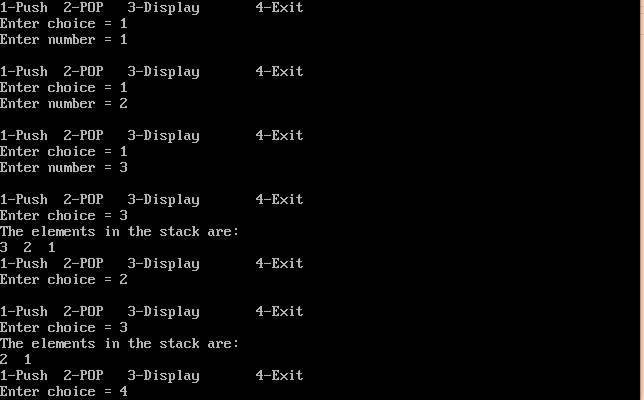 1-Push  2-POP   3-Display       4-Exit
Enter choice = 1
Enter number = 1
1-Push  2-POP   3-Display       4-Exit
Enter choice = 1
Enter number = 2
1-Push  2-POP   3-Display       4-Exit
Enter choice = 1
Enter number = 3
1-Push  2-POP   3-Display       4-Exit
Enter choice = 3
The elements in the stack are:
3  2  1
1-Push  2-POP   3-Display       4-Exit
Enter choice = 2
1-Push  2-POP   3-Display       4-Exit
Enter choice = 3
The elements in the stack are:
2  1
1-Push  2-POP   3-Display       4-Exit
Enter choice = 4